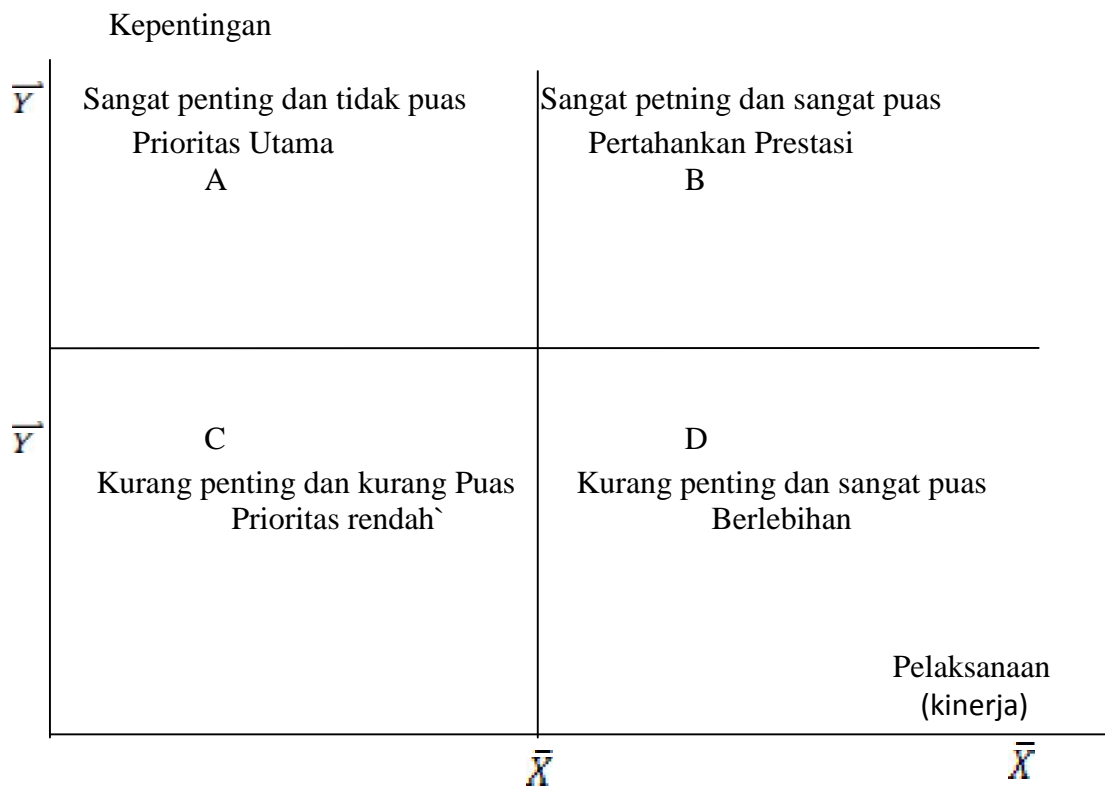 Kepentingan
Y
Sangat penting dan tidak puas
Prioritas Utama
A
Sangat petning dan sangat puas
Pertahankan Prestasi
B
Y
C
Kurang penting dan kurang Puas
Prioritas rendah`
D
Kurang penting dan sangat puas
Berlebihan
Pelaksanaan
(kinerja)
X̿
X̿